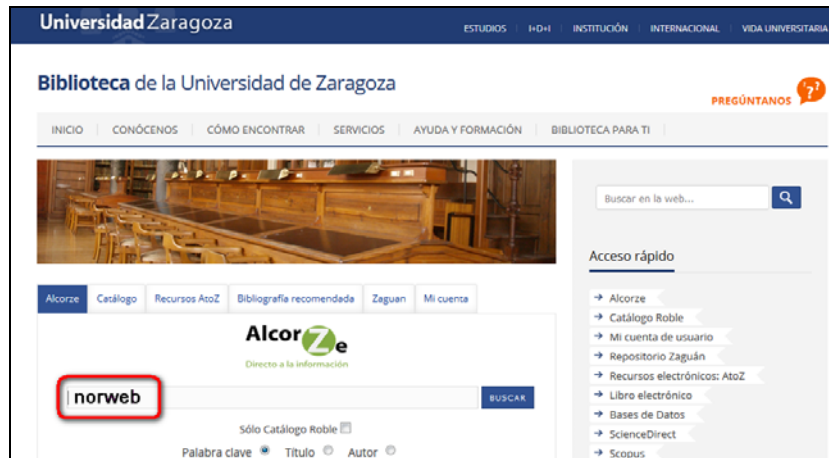 Universidad Zaragoza
ESTUDIOS I+D+I INSTITUCIÓN INTERNACIONAL VIDA UNIVERSITARIA
Biblioteca de la Universidad de Zaragoza
PREGÚNTANOS ???
INICIO CONÓCENOS CÓMO ENCONTRAR SERVICIOS AYUDA Y FORMACIÓN BIBLIOTECA PARA TI
Buscar en la web...
Acceso rápido
Alcorze Catálogo Recursos AtoZ Bibliografía recomendada Zaguan Mi cuenta
AlcorZe
Directo a la información
norweb
BUSCAR
Sólo Catálogo Roble
Palabra clave Título Autor
→ Alcorze
→ Catálogo Roble
→ Mi cuenta de usuario
→ Repositorio Zaguán
→ Recursos electrónicos: AtoZ
→ Libro electrónico
→ Bases de Datos
→ ScienceDirect
→ Scopus